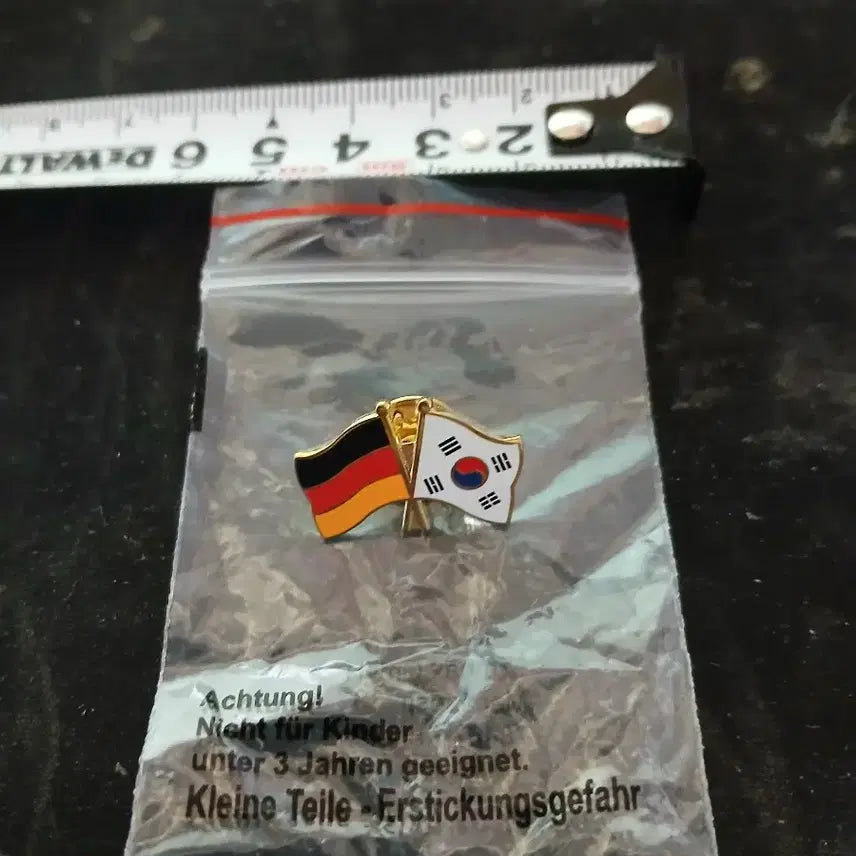 2 3 4 5 6 DEWALT
Achtung!
Nicht für Kinder
unter 3 Jahren geeignet.
Kleine Teile - Erstickungsgefahr